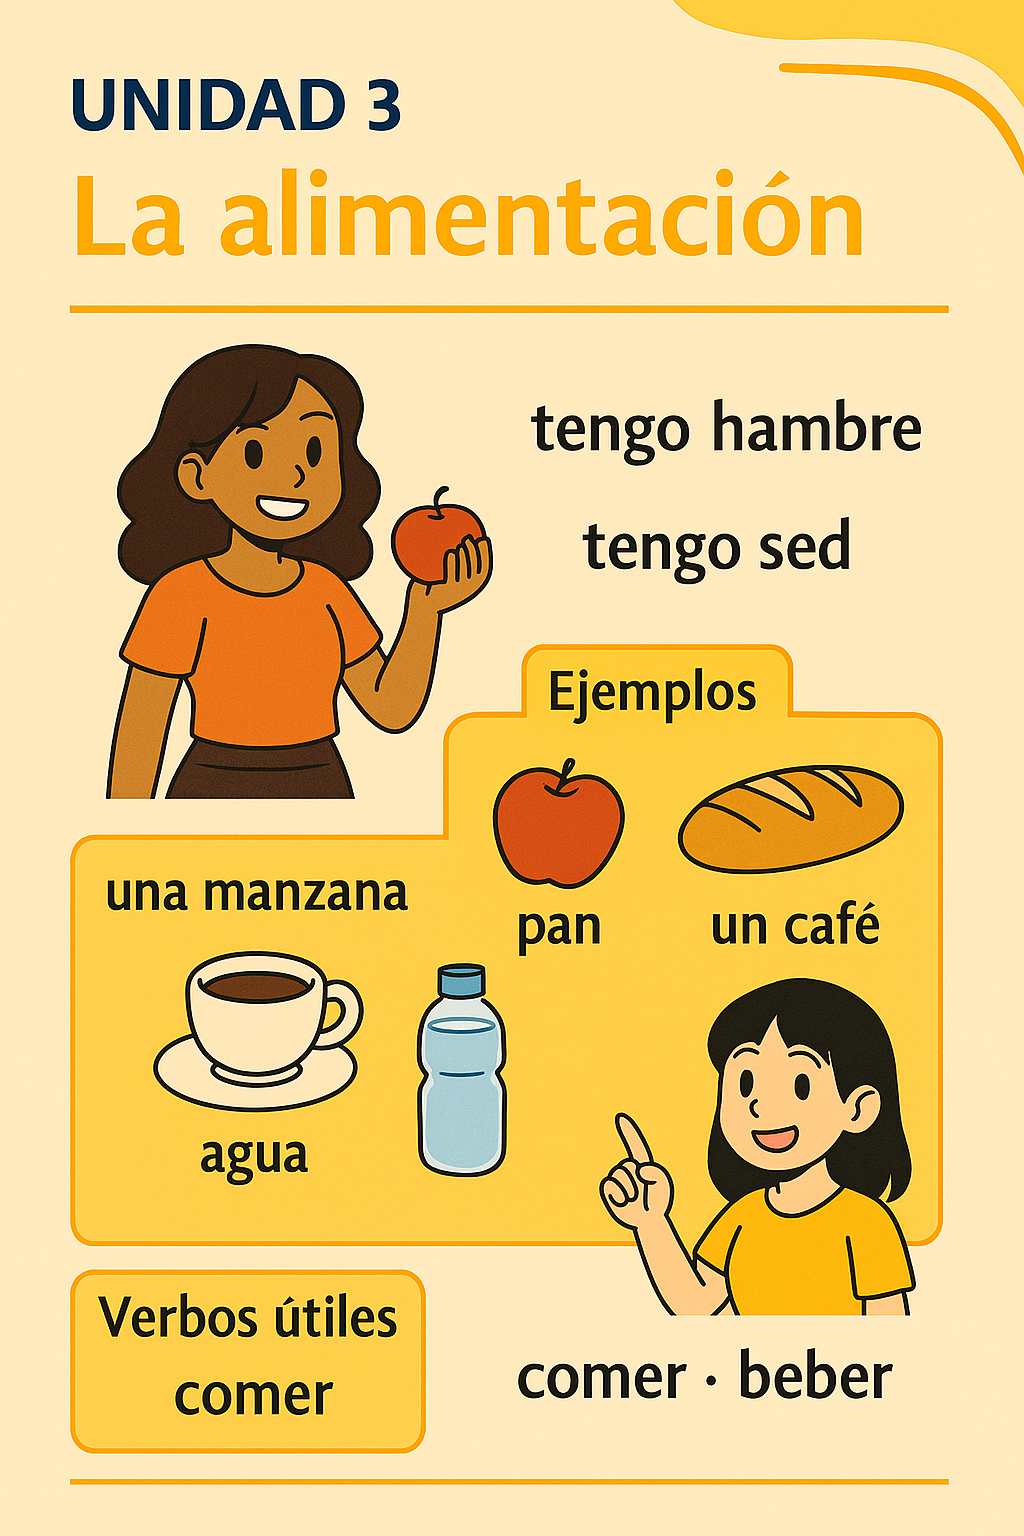 UNIDAD 3
La alimentación
tengo hambre
tengo sed
Ejemplos
una manzana
pan
un café
agua
Verbos útiles
comer
comer · beber